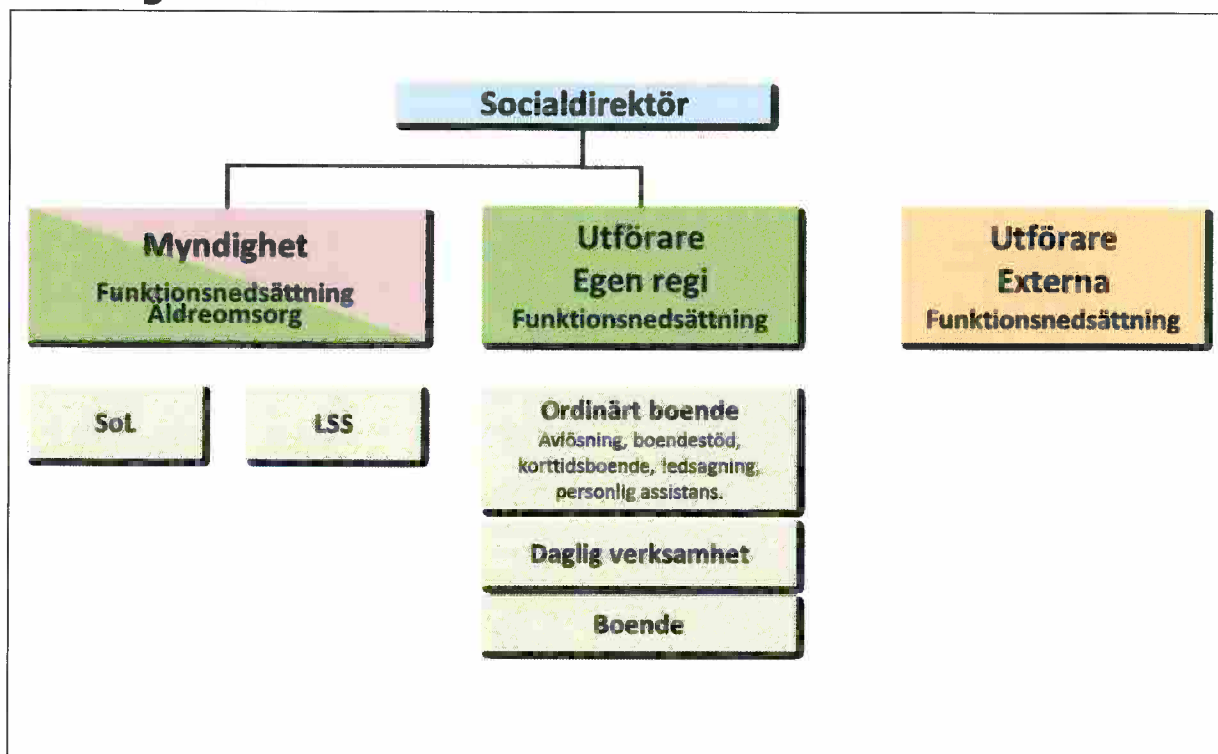 Socialdirektör
Myndighet
Funktionsnedsättning
Äldreomsorg
Utförare
Egen regi
Funktionsnedsättning
Utförare
Externa
Funktionsnedsättning
SoL
LSS
Ordinärt boende
Avlösning, boendestöd,
korttidsboende, ledsagning,
personlig assistans.
Daglig verksamhet
Boende